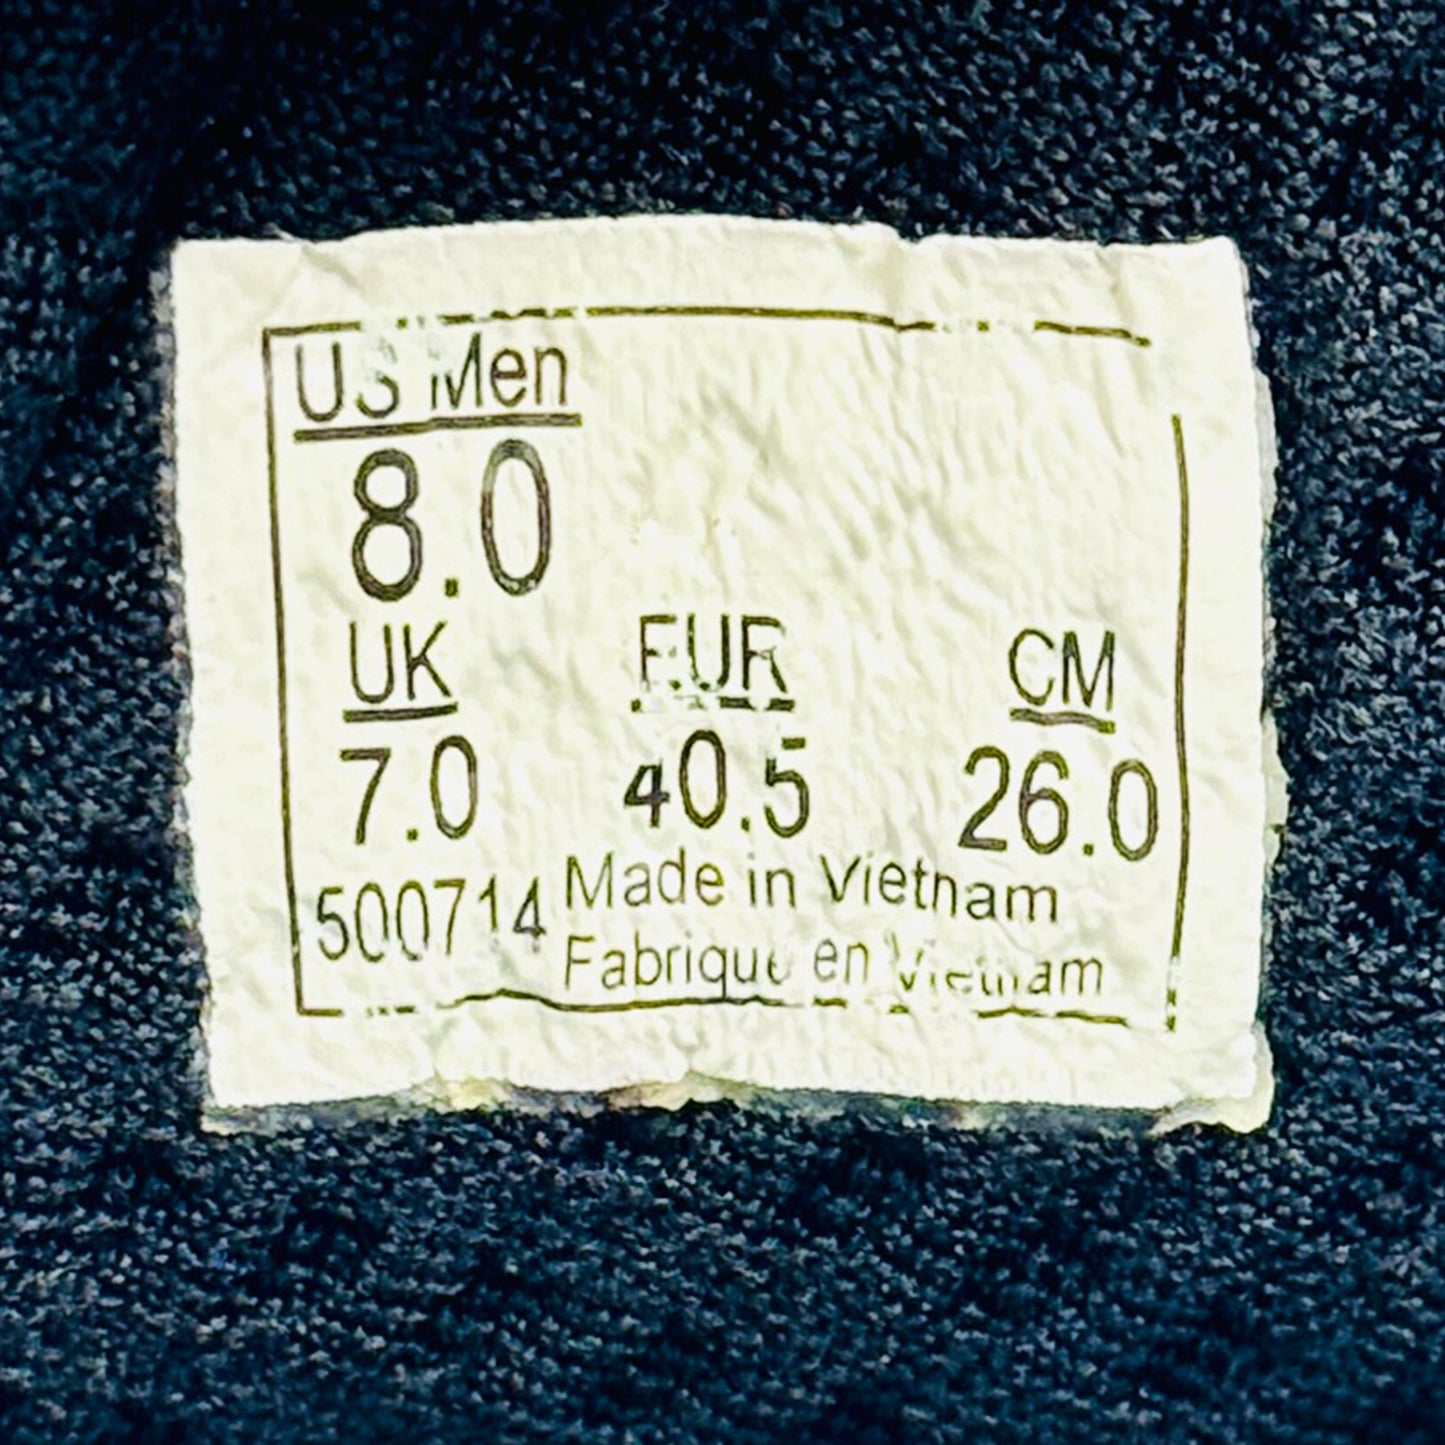 US Men
8.0
UK EUR CM
7.0 40.5 26.0
500714 Made in Vietnam
Fabrique en Vietnam